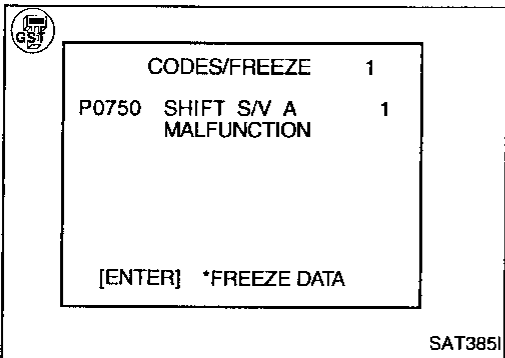 GST
CODES/FREEZE 1
P0750 SHIFT S/V A 1
MALFUNCTION
[ENTER] *FREEZE DATA
SAT385I